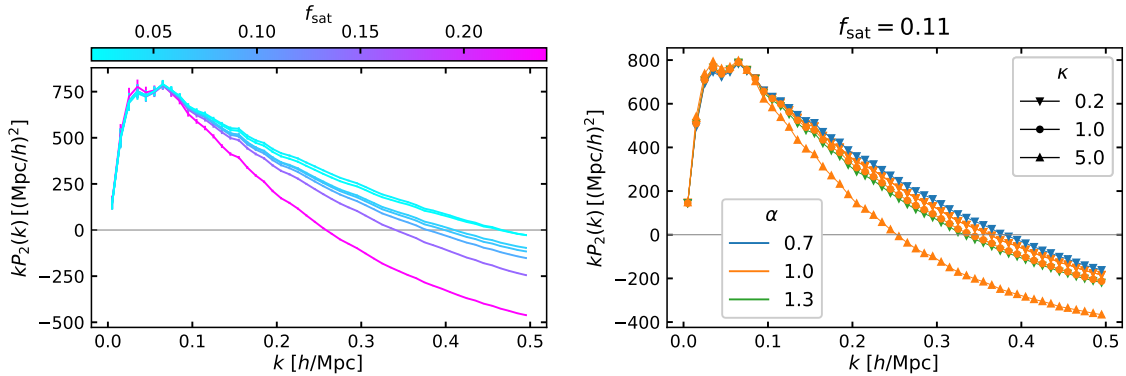 f_sat
0.05 0.10 0.15 0.20
750
500
250
0
−250
−500
kP₂(k) [(Mpc/h)²]
0.0 0.1 0.2 0.3 0.4 0.5
k [h/Mpc]
f_sat = 0.11
800
600
400
200
0
−200
−400
kP₂(k) [(Mpc/h)²]
κ
0.2
1.0
5.0
α
0.7
1.0
1.3
0.0 0.1 0.2 0.3 0.4 0.5
k [h/Mpc]